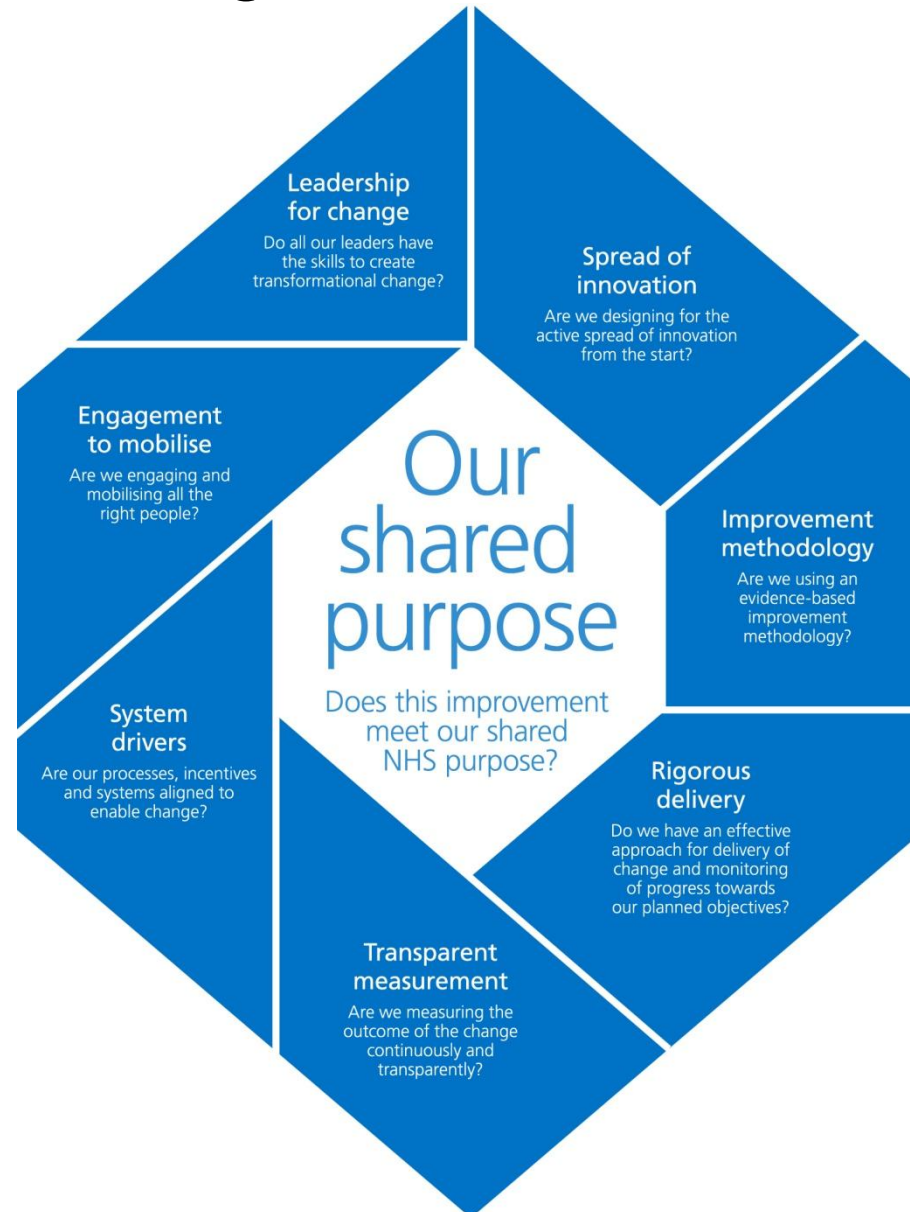 Leadership
for change
Do all our leaders have
the skills to create
transformational change?
Spread of
innovation
Are we designing for the
active spread of innovation
from the start?
Engagement
to mobilise
Are we engaging and
mobilising all the
right people?
Our
shared
purpose
Does this improvement
meet our shared
NHS purpose?
Improvement
methodology
Are we using an
evidence-based
improvement
methodology?
System
drivers
Are our processes, incentives
and systems aligned to
enable change?
Rigorous
delivery
Do we have an effective
approach for delivery of
change and monitoring
of progress towards
our planned objectives?
Transparent
measurement
Are we measuring the
outcome of the change
continuously and
transparently?